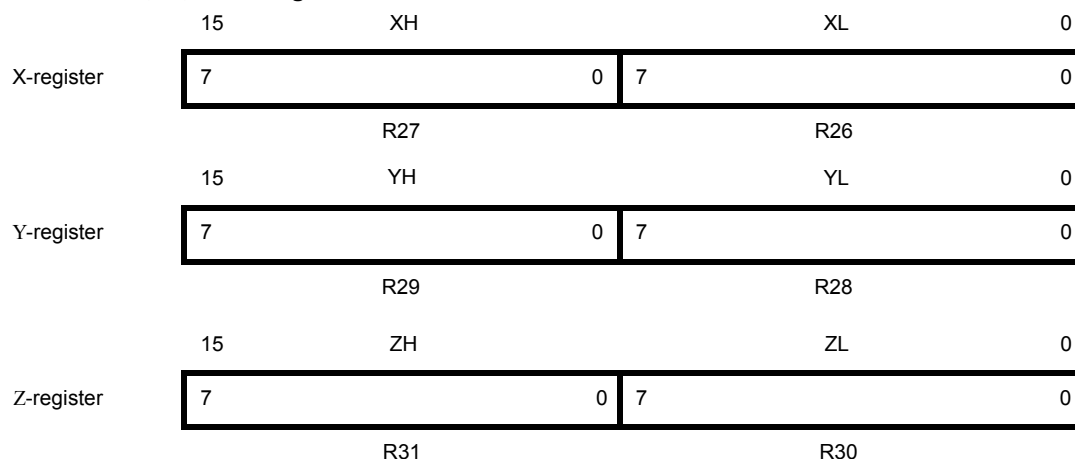 15 XH XL 0
X-register 7 0 7 0
R27 R26
15 YH YL 0
Y-register 7 0 7 0
R29 R28
15 ZH ZL 0
Z-register 7 0 7 0
R31 R30